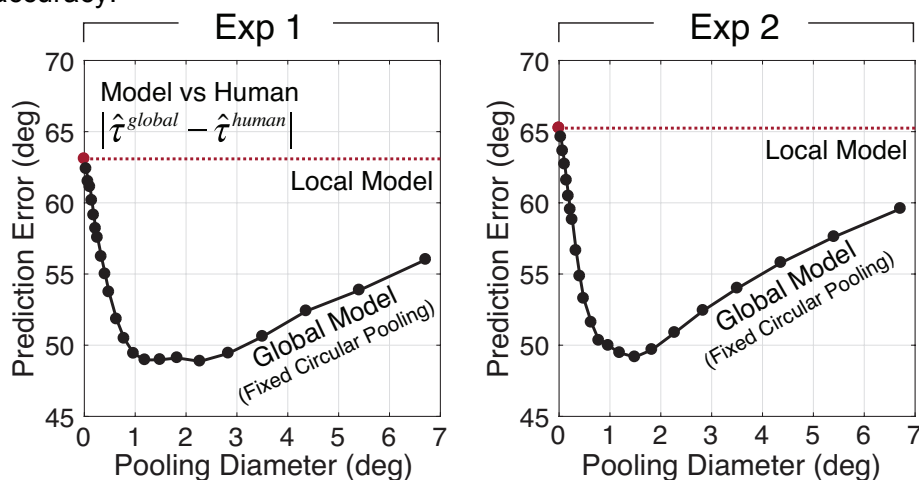 accuracy.
Exp 1
Exp 2
70
65
60
55
50
45
Prediction Error (deg)
Model vs Human
|τ̂^global − τ̂^human|
Local Model
Global Model
(Fixed Circular Pooling)
0 1 2 3 4 5 6 7
Pooling Diameter (deg)
70
65
60
55
50
45
Prediction Error (deg)
Local Model
Global Model
(Fixed Circular Pooling)
0 1 2 3 4 5 6 7
Pooling Diameter (deg)